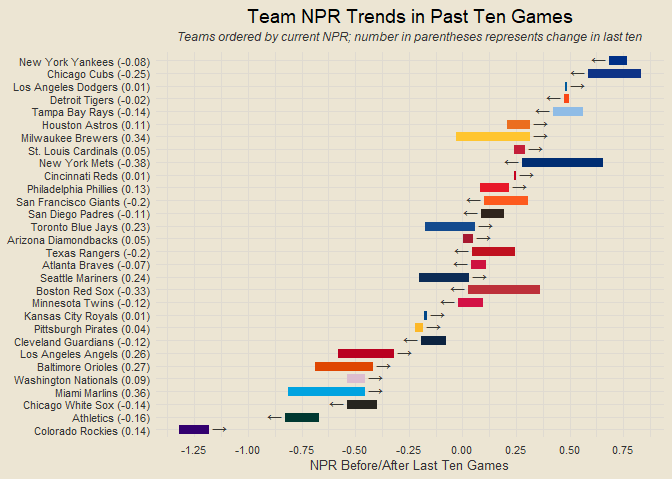 Team NPR Trends in Past Ten Games
Teams ordered by current NPR; number in parentheses represents change in last ten
New York Yankees (-0.08)
Chicago Cubs (-0.25)
Los Angeles Dodgers (0.01)
Detroit Tigers (-0.02)
Tampa Bay Rays (-0.14)
Houston Astros (0.11)
Milwaukee Brewers (0.34)
St. Louis Cardinals (0.05)
New York Mets (-0.38)
Cincinnati Reds (0.01)
Philadelphia Phillies (0.13)
San Francisco Giants (-0.2)
San Diego Padres (-0.11)
Toronto Blue Jays (0.23)
Arizona Diamondbacks (0.05)
Texas Rangers (-0.2)
Atlanta Braves (-0.07)
Seattle Mariners (0.24)
Boston Red Sox (-0.33)
Minnesota Twins (-0.12)
Kansas City Royals (0.01)
Pittsburgh Pirates (0.04)
Cleveland Guardians (-0.12)
Los Angeles Angels (0.26)
Baltimore Orioles (0.27)
Washington Nationals (0.09)
Miami Marlins (0.36)
Chicago White Sox (-0.14)
Athletics (-0.16)
Colorado Rockies (0.14)
-1.25 -1.00 -0.75 -0.50 -0.25 0.00 0.25 0.50 0.75
NPR Before/After Last Ten Games